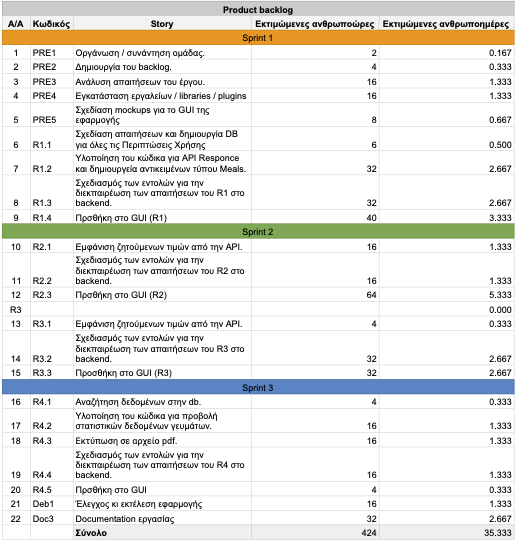 Product backlog
Α/Α Κωδικός Story Εκτιμώμενες ανθρωποώρες Εκτιμώμενες ανθρωποημέρες
Sprint 1
1 PRE1 Οργάνωση / συνάντηση ομάδας. 2 0.167
2 PRE2 Δημιουργία του backlog. 4 0.333
3 PRE3 Ανάλυση απαιτήσεων του έργου. 16 1.333
4 PRE4 Εγκατάσταση εργαλείων / libraries / plugins 16 1.333
Σχεδίαση mockups για το GUI της
5 PRE5 εφαρμογής 8 0.667
Σχεδίαση απαιτήσεων και δημιουργία DB
6 R1.1 για όλες τις Περιπτώσεις Χρήσης 6 0.500
Υλοποίηση του κώδικα για API Responce
7 R1.2 και δημιουργεία αντικειμένων τύπου Meals. 32 2.667
Σχεδιασμός των εντολών για την
διεκπαιρέωση των απαιτήσεων του R1 στο
8 R1.3 backend. 32 2.667
9 R1.4 Πρσθήκη στο GUI (R1) 40 3.333
Sprint 2
10 R2.1 Εμφάνιση ζητούμενων τιμών από την API. 16 1.333
Σχεδιασμός των εντολών για την
διεκπαιρέωση των απαιτήσεων του R2 στο
11 R2.2 backend. 16 1.333
12 R2.3 Πρσθήκη στο GUI (R2) 64 5.333
R3 0.000
13 R3.1 Εμφάνιση ζητούμενων τιμών από την API. 4 0.333
Σχεδιασμός των εντολών για την
διεκπαιρέωση των απαιτήσεων του R3 στο
14 R3.2 backend. 32 2.667
15 R3.3 Προσθήκη στο GUI (R3) 32 2.667
Sprint 3
16 R4.1 Αναζήτηση δεδομένων στην db. 4 0.333
Υλοποίηση του κώδικα για προβολή
17 R4.2 στατιστικών δεδομένων γευμάτων. 16 1.333
18 R4.3 Εκτύπωση σε αρχείο pdf. 16 1.333
Σχεδιασμός των εντολών για την
διεκπαιρέωση των απαιτήσεων του R4 στο
19 R4.4 backend. 16 1.333
20 R4.5 Πρσθήκη στο GUI 4 0.333
21 Deb1 Έλεγχος κι εκτέλεση εφαρμογής 16 1.333
22 Doc3 Documentation εργασίας 32 2.667
Σύνολο 424 35.333